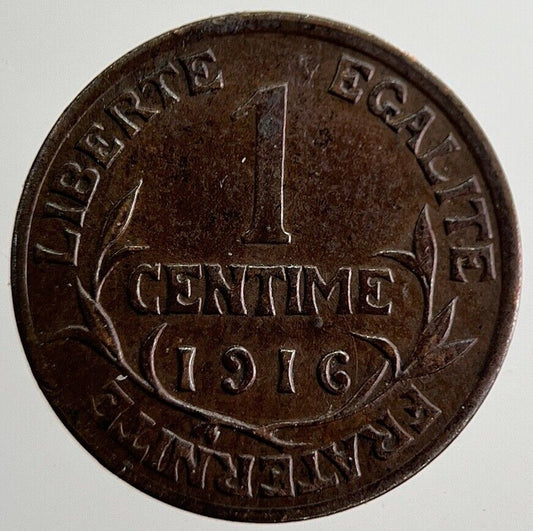 LIBERTE EGALITE FRATERNITE
1
CENTIME
1916